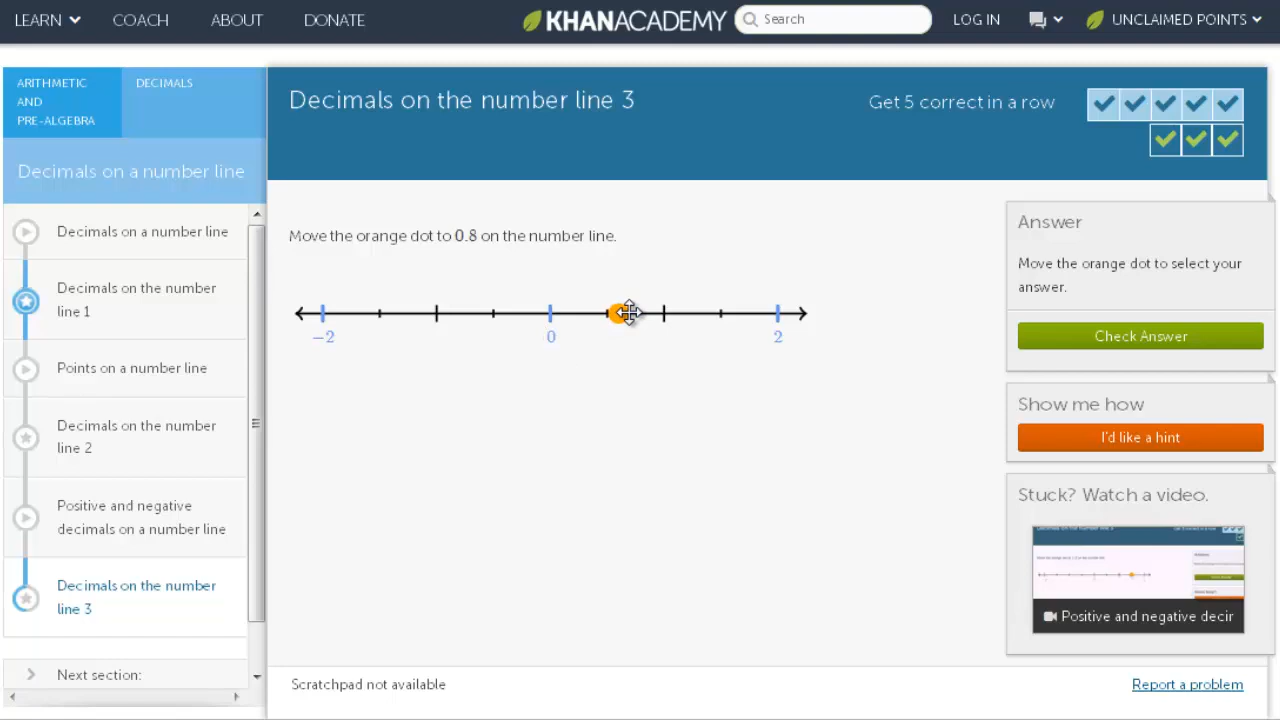 LEARN COACH ABOUT DONATE KHANACADEMY Search LOG IN UNCLAIMED POINTS
ARITHMETIC
AND
PRE-ALGEBRA
DECIMALS
Decimals on a number line
Decimals on a number line
Decimals on the number
line 1
Points on a number line
Decimals on the number
line 2
Positive and negative
decimals on a number line
Decimals on the number
line 3
Next section:
Decimals on the number line 3
Get 5 correct in a row
Move the orange dot to 0.8 on the number line.
−2 0 2
Answer
Move the orange dot to select your
answer.
Check Answer
Show me how
I'd like a hint
Stuck? Watch a video.
Positive and negative decir
Scratchpad not available
Report a problem